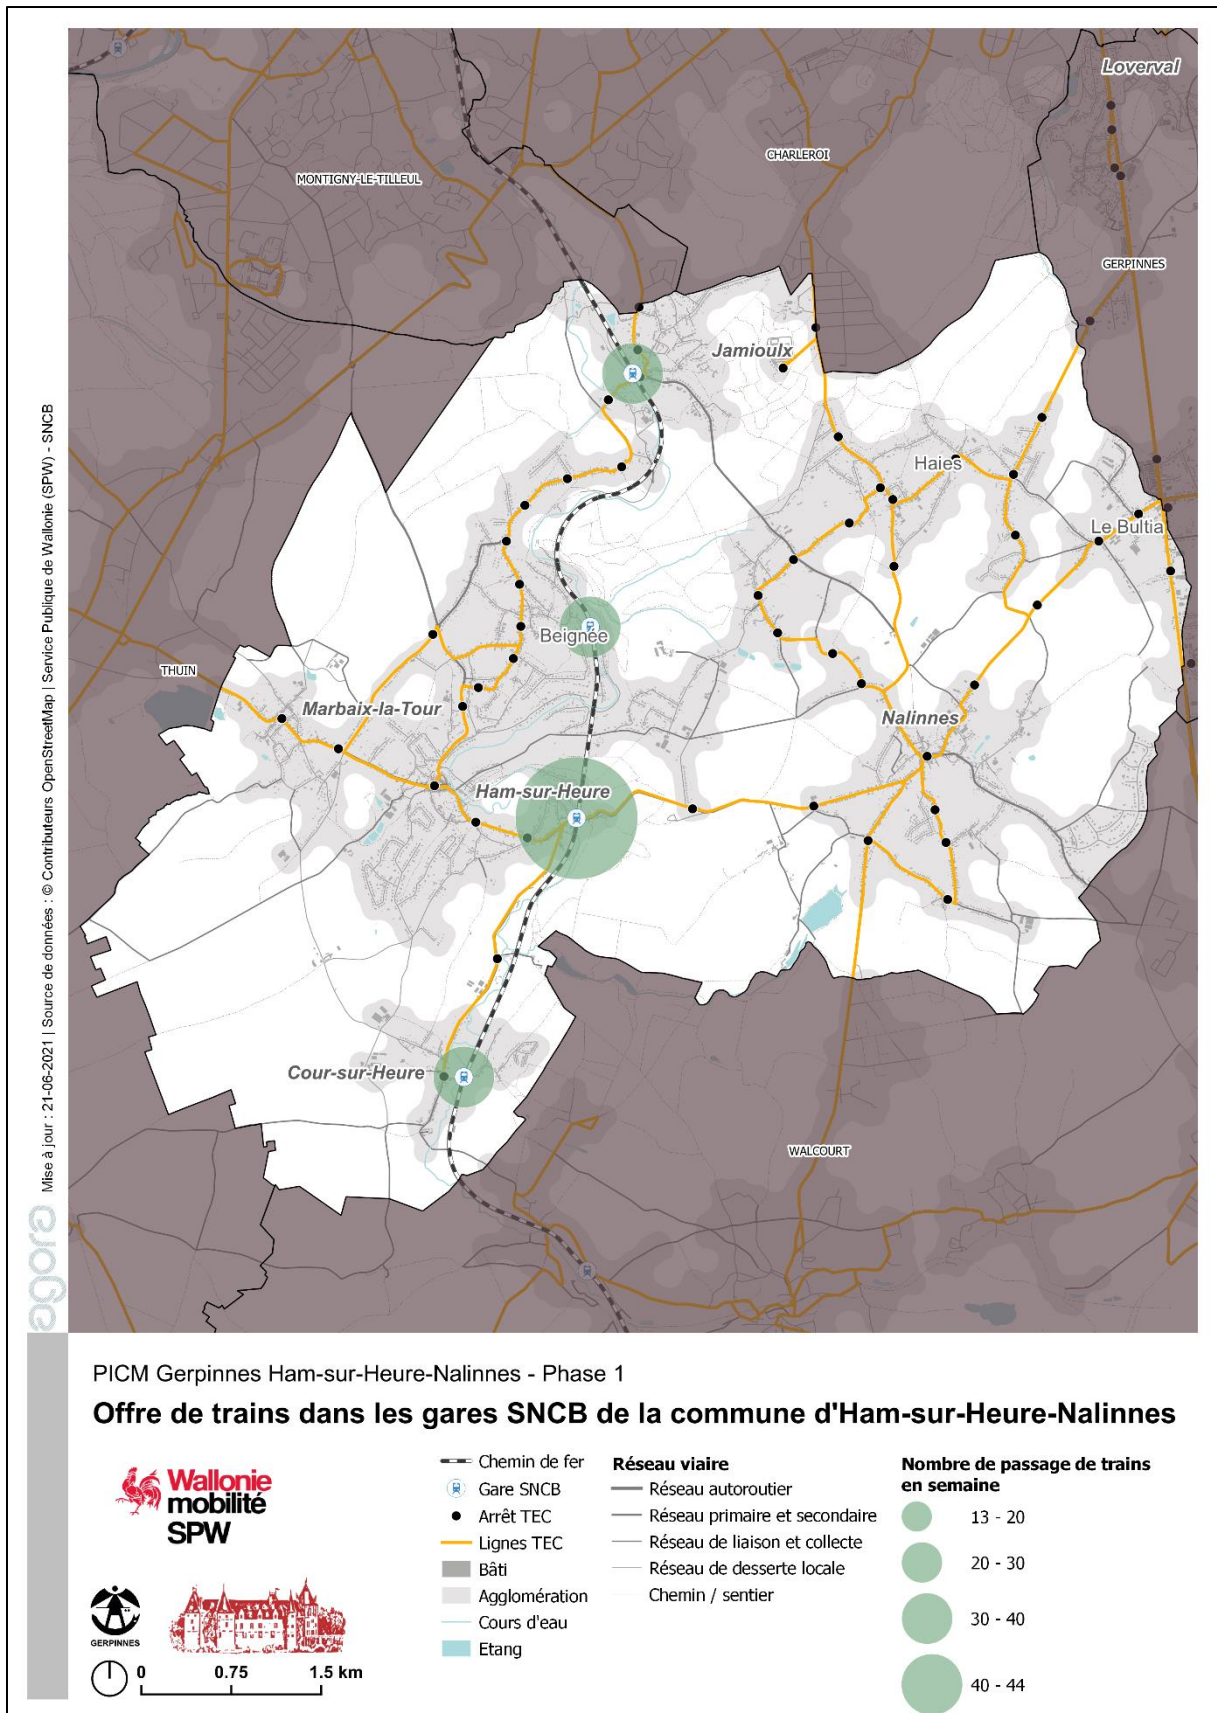 Loverval
CHARLEROI
MONTIGNY-LE-TILLEUL
GERPINNES
Jamioulx
Haies
Le Bultia
Beignée
THUIN
Marbaix-la-Tour
Nalinnes
Ham-sur-Heure
Cour-sur-Heure
WALCOURT
Mise à jour : 21-06-2021 | Source de données : © Contributeurs OpenStreetMap | Service Publique de Wallonie (SPW) - SNCB
agora
PICM Gerpinnes Ham-sur-Heure-Nalinnes - Phase 1
Offre de trains dans les gares SNCB de la commune d'Ham-sur-Heure-Nalinnes
Wallonie
mobilité
SPW
GERPINNES
0 0.75 1.5 km
Chemin de fer
Gare SNCB
Arrêt TEC
Lignes TEC
Bâti
Agglomération
Cours d'eau
Etang
Réseau viaire
Réseau autoroutier
Réseau primaire et secondaire
Réseau de liaison et collecte
Réseau de desserte locale
Chemin / sentier
Nombre de passage de trains
en semaine
13 - 20
20 - 30
30 - 40
40 - 44